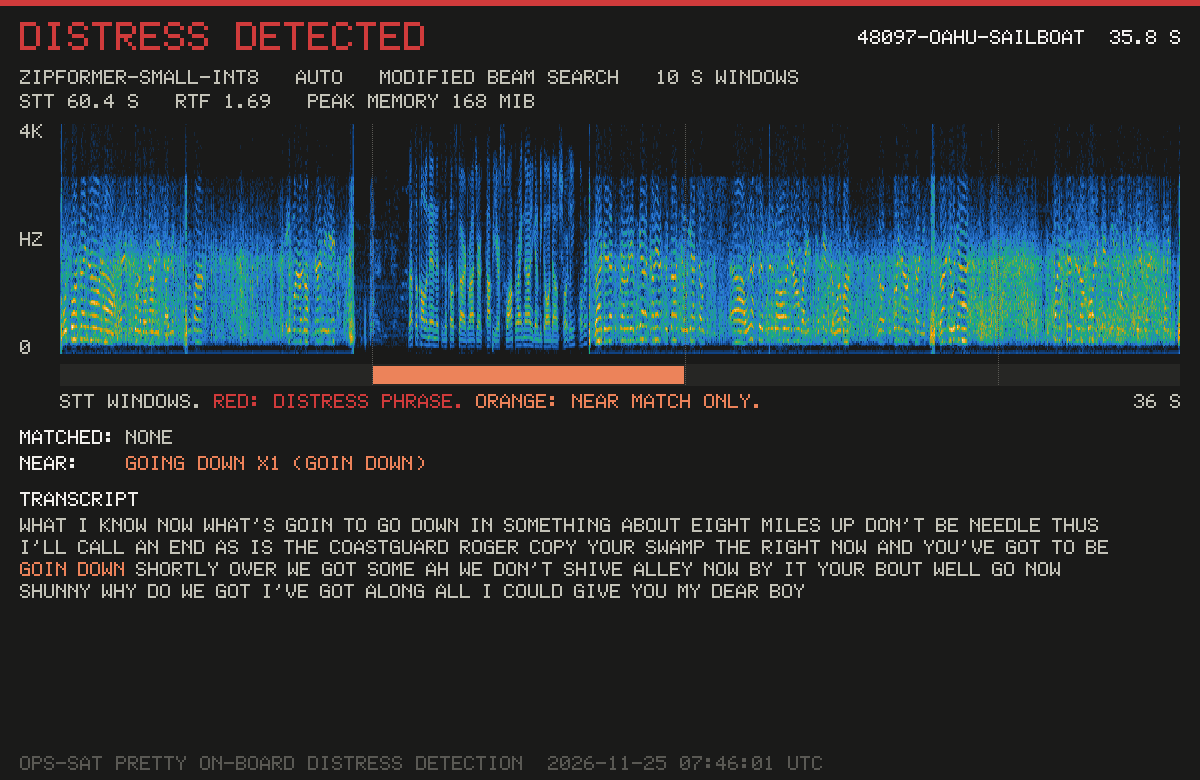 DISTRESS DETECTED
48097-OAHU-SAILBOAT 35.8 S
ZIPFORMER-SMALL-INT8 AUTO MODIFIED BEAM SEARCH 10 S WINDOWS
STT 60.4 S RTF 1.69 PEAK MEMORY 168 MIB
4K
HZ
0
STT WINDOWS. RED: DISTRESS PHRASE. ORANGE: NEAR MATCH ONLY.
36 S
MATCHED: NONE
NEAR: GOING DOWN X1 (GOIN DOWN)
TRANSCRIPT
WHAT I KNOW NOW WHAT'S GOIN TO GO DOWN IN SOMETHING ABOUT EIGHT MILES UP DON'T BE NEEDLE THUS
I'LL CALL AN END AS IS THE COASTGUARD ROGER COPY YOUR SWAMP THE RIGHT NOW AND YOU'VE GOT TO BE
GOIN DOWN SHORTLY OVER WE GOT SOME AH WE DON'T SHIVE ALLEY NOW BY IT YOUR BOUT WELL GO NOW
SHUNNY WHY DO WE GOT I'VE GOT ALONG ALL I COULD GIVE YOU MY DEAR BOY
OPS-SAT PRETTY ON-BOARD DISTRESS DETECTION 2026-11-25 07:46:01 UTC